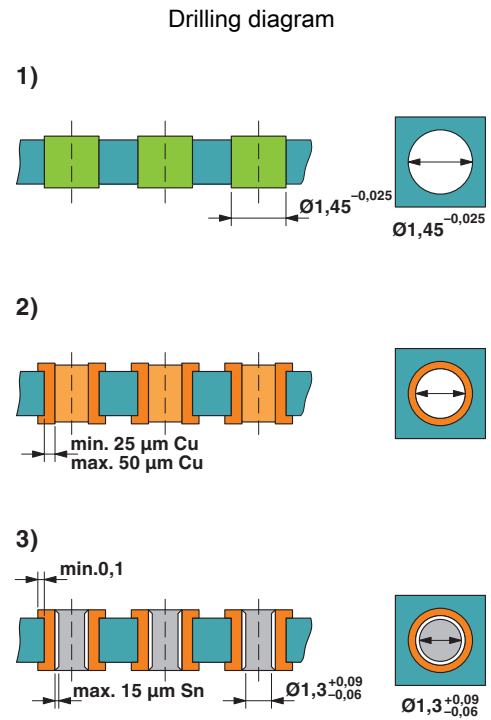 Drilling diagram
1)
Ø1,45 –0,025
Ø1,45 –0,025
2)
min. 25 µm Cu
max. 50 µm Cu
3)
min.0,1
max. 15 µm Sn
Ø1,3 +0,09 –0,06
Ø1,3 +0,09 –0,06